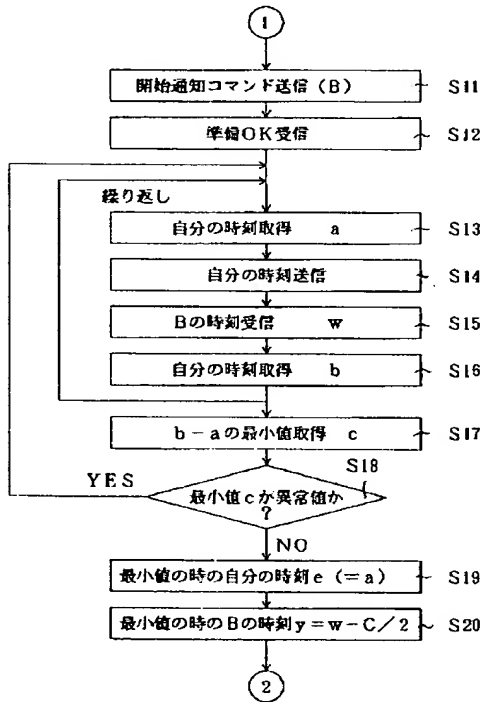 1
開始通知コマンド送信(B) S11
準備OK受信 S12
繰り返し
自分の時刻取得 a S13
自分の時刻送信 S14
Bの時刻受信 w S15
自分の時刻取得 b S16
b-aの最小値取得 c S17
S18
YES
最小値cが異常値か
?
NO
最小値の時の自分の時刻e(=a) S19
最小値の時のBの時刻y=w-C/2 S20
2